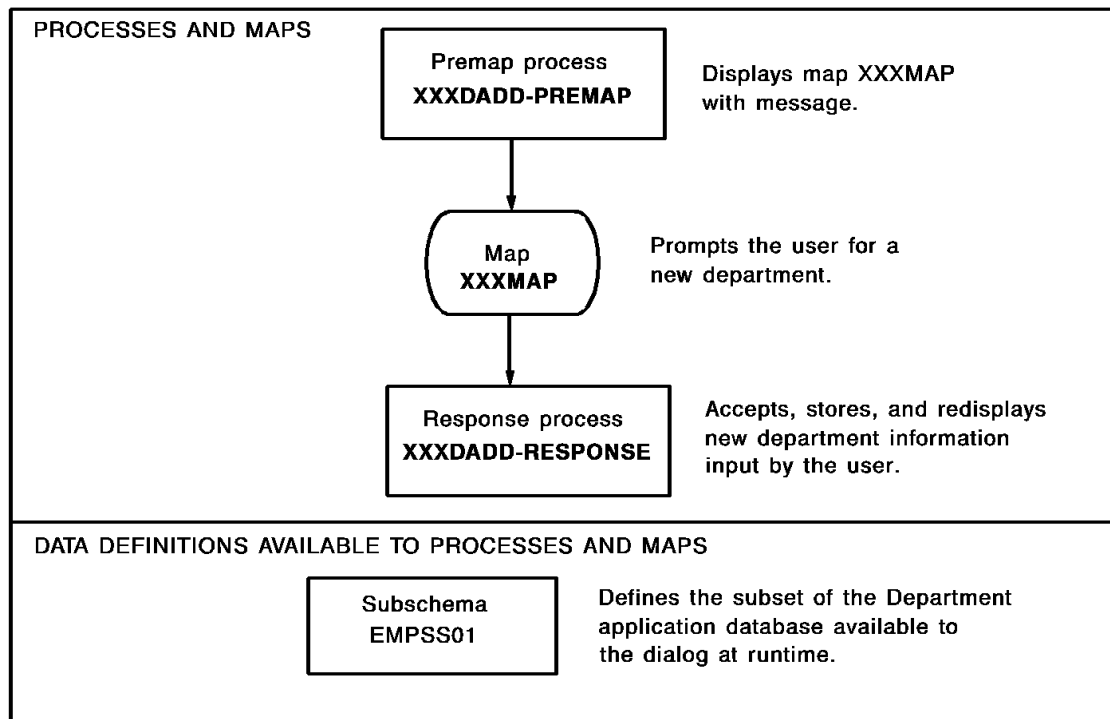 PROCESSES AND MAPS
Premap process
XXXDADD-PREMAP
Displays map XXXMAP
with message.
Map
XXXMAP
Prompts the user for a
new department.
Response process
XXXDADD-RESPONSE
Accepts, stores, and redisplays
new department information
input by the user.
DATA DEFINITIONS AVAILABLE TO PROCESSES AND MAPS
Subschema
EMPSS01
Defines the subset of the Department
application database available to
the dialog at runtime.